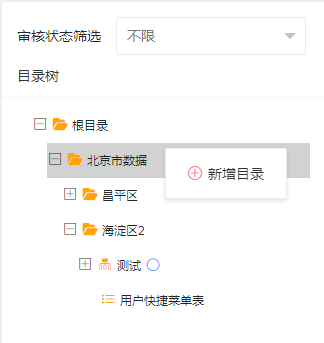 审核状态筛选 不限
目录树
根目录
北京市数据 新增目录
昌平区
海淀区2
测试
用户快捷菜单表